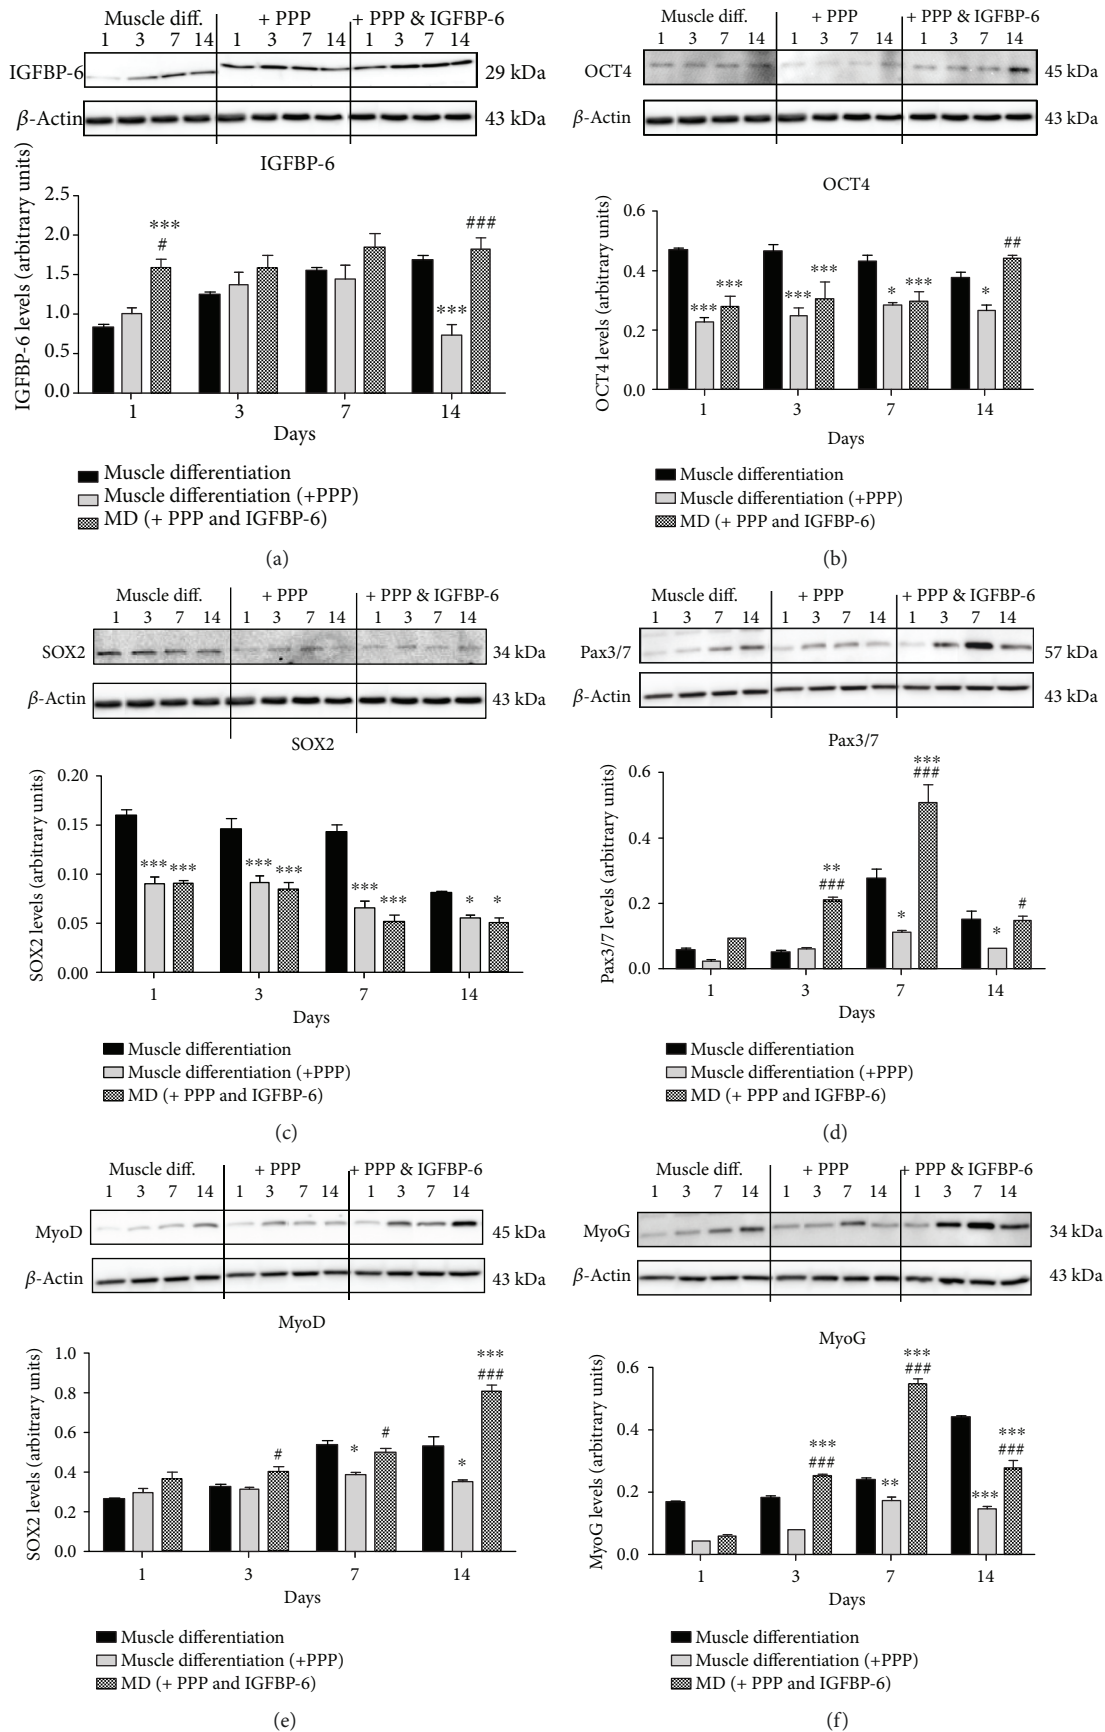 Muscle diff. + PPP + PPP & IGFBP-6
1 3 7 14 1 3 7 14 1 3 7 14
IGFBP-6 29 kDa
β-Actin 43 kDa
IGFBP-6
IGFBP-6 levels (arbitrary units)
2.5
2.0
1.5
1.0
0.5
0.0
***
#
***
###
1 3 7 14
Days
Muscle differentiation
Muscle differentiation (+PPP)
MD (+ PPP and IGFBP-6)
(a)
Muscle diff. + PPP + PPP & IGFBP-6
1 3 7 14 1 3 7 14 1 3 7 14
OCT4 45 kDa
β-Actin 43 kDa
OCT4
OCT4 levels (arbitrary units)
0.6
0.4
0.2
0.0
*** ***
*** ***
* ***
* ##
1 3 7 14
Days
Muscle differentiation
Muscle differentiation (+PPP)
MD (+ PPP and IGFBP-6)
(b)
Muscle diff. + PPP + PPP & IGFBP-6
1 3 7 14 1 3 7 14 1 3 7 14
SOX2 34 kDa
β-Actin 43 kDa
SOX2
SOX2 levels (arbitrary units)
0.20
0.15
0.10
0.05
0.00
*** ***
*** ***
*** ***
* *
1 3 7 14
Days
Muscle differentiation
Muscle differentiation (+PPP)
MD (+ PPP and IGFBP-6)
(c)
Muscle diff. + PPP + PPP & IGFBP-6
1 3 7 14 1 3 7 14 1 3 7 14
Pax3/7 57 kDa
β-Actin 43 kDa
Pax3/7
Pax3/7 levels (arbitrary units)
0.6
0.4
0.2
0.0
**
###
*
***
###
*
#
1 3 7 14
Days
Muscle differentiation
Muscle differentiation (+PPP)
MD (+ PPP and IGFBP-6)
(d)
Muscle diff. + PPP + PPP & IGFBP-6
1 3 7 14 1 3 7 14 1 3 7 14
MyoD 45 kDa
β-Actin 43 kDa
MyoD
SOX2 levels (arbitrary units)
1.0
0.8
0.6
0.4
0.2
0.0
#
* #
*
***
###
1 3 7 14
Days
Muscle differentiation
Muscle differentiation (+PPP)
MD (+ PPP and IGFBP-6)
(e)
Muscle diff. + PPP + PPP & IGFBP-6
1 3 7 14 1 3 7 14 1 3 7 14
MyoG 34 kDa
β-Actin 43 kDa
MyoG
MyoG levels (arbitrary units)
0.6
0.4
0.2
0.0
***
###
**
***
###
***
***
###
1 3 7 14
Days
Muscle differentiation
Muscle differentiation (+PPP)
MD (+ PPP and IGFBP-6)
(f)